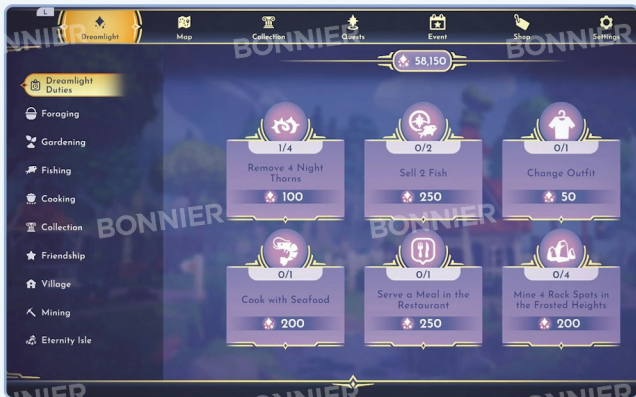 L
Dreamlight
Map
Collection
Quests
Event
Shop
Settings
58,150
Dreamlight
Duties
Foraging
Gardening
Fishing
Cooking
Collection
Friendship
Village
Mining
Eternity Isle
1/4
Remove 4 Night
Thorns
100
0/2
Sell 2 Fish
250
0/1
Change Outfit
50
0/1
Cook with Seafood
200
0/1
Serve a Meal in the
Restaurant
250
0/4
Mine 4 Rock Spots in
the Frosted Heights
200
BONNIER
BONNIER
BONNIER
BONNIER
BONNIER
BONNIER
BONNIER